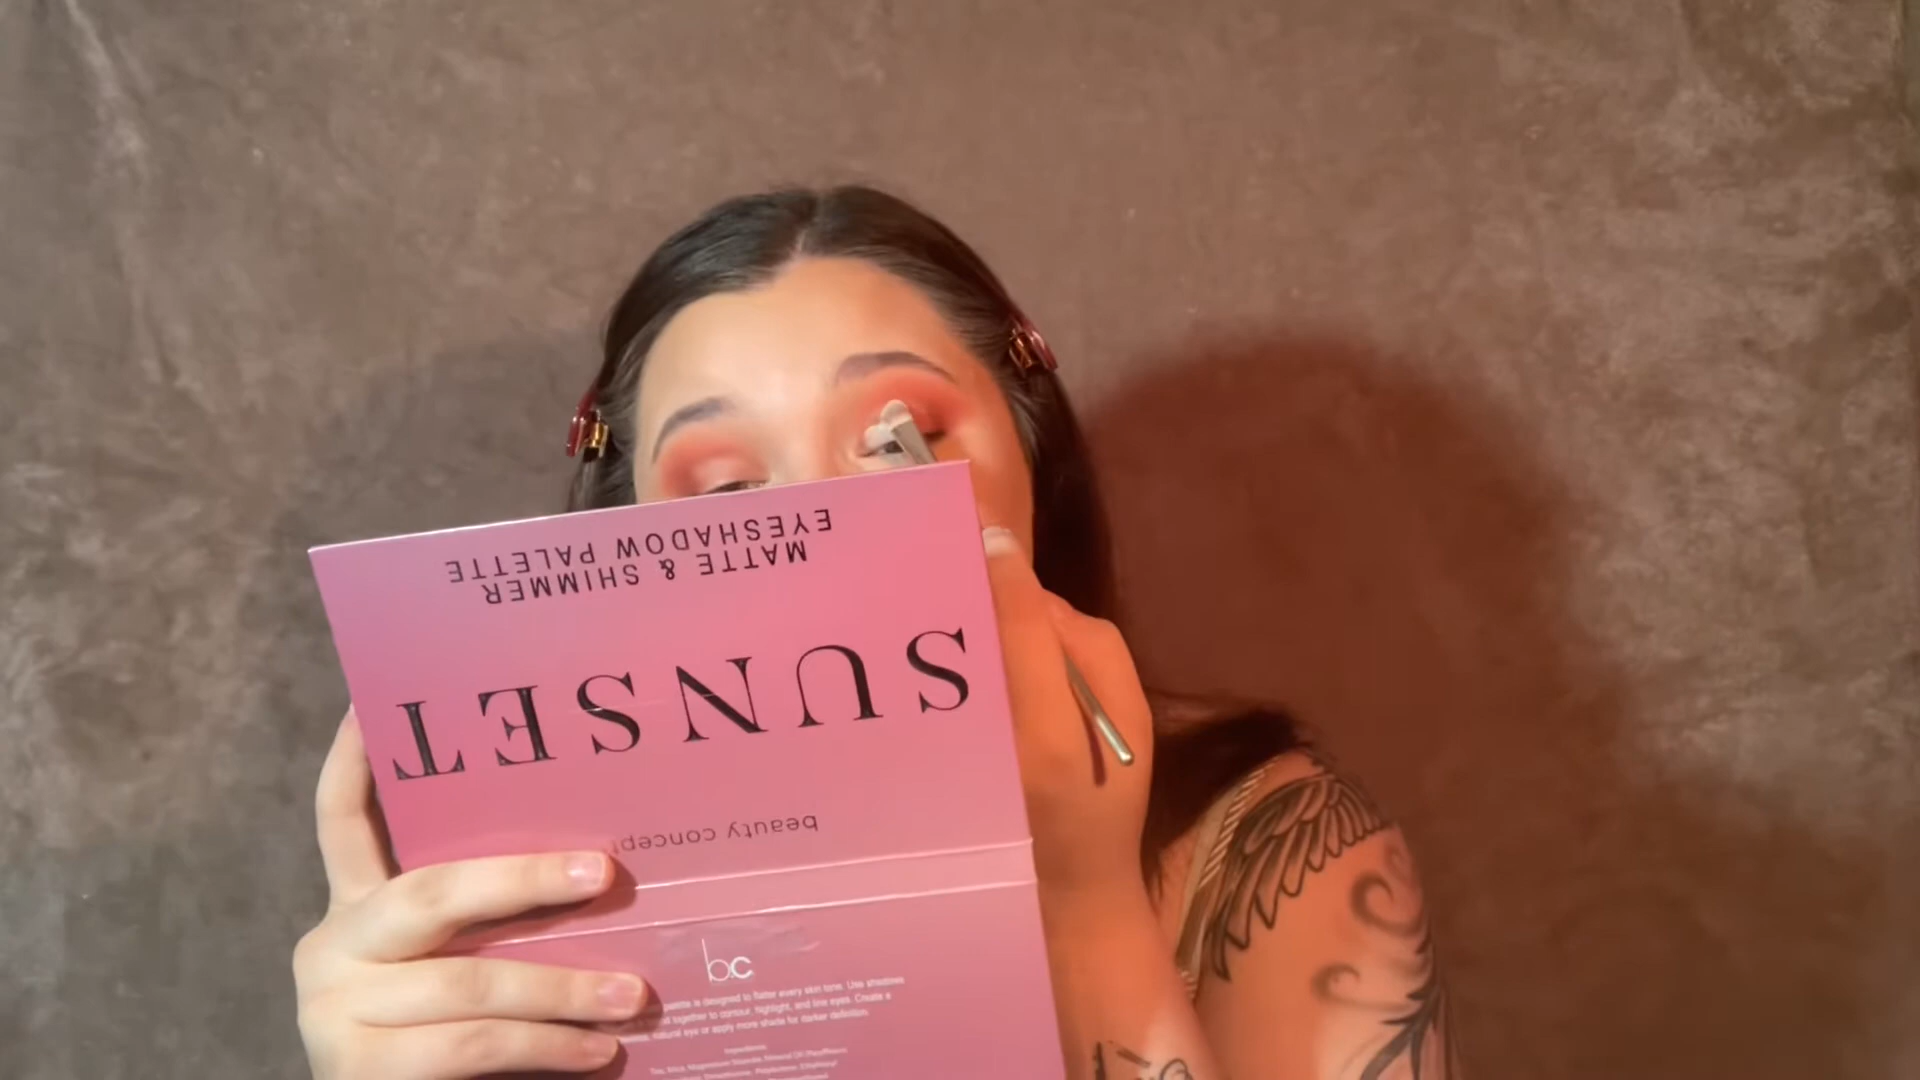 beauty concept
SUNSET
MATTE & SHIMMER
EYESHADOW PALETTE
b.c
palette is designed to flatter every skin tone. Use shadows
together to contour, highlight, and line eyes. Create a
natural eye or apply more shade for darker definition.
Ingredients: